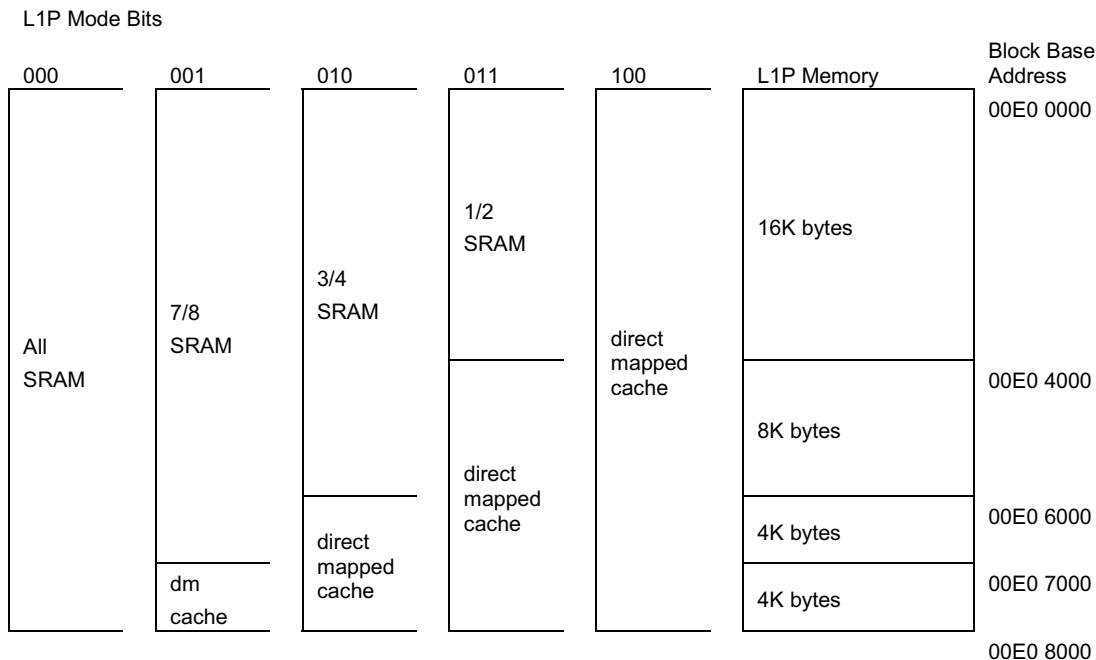 L1P Mode Bits
000 001 010 011 100 L1P Memory Block Base Address
00E0 0000
1/2
SRAM
16K bytes
3/4
SRAM
7/8
SRAM
All
SRAM
direct
mapped
cache
00E0 4000
8K bytes
direct
mapped
cache
00E0 6000
4K bytes
direct
mapped
cache
dm
cache
00E0 7000
4K bytes
00E0 8000